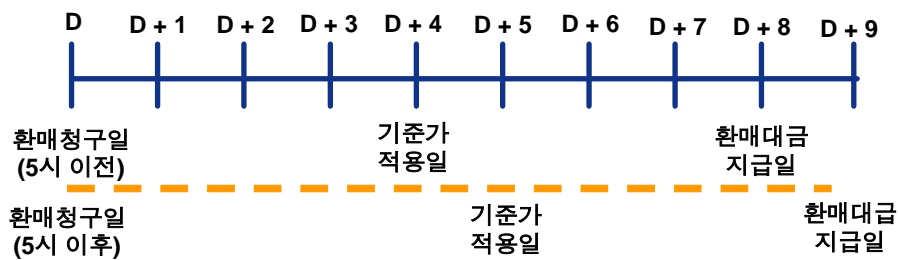 D D + 1 D + 2 D + 3 D + 4 D + 5 D + 6 D + 7 D + 8 D + 9
환매청구일 기준가 환매대금
(5시 이전) 적용일 지급일
환매청구일 기준가 환매대급
(5시 이후) 적용일 지급일